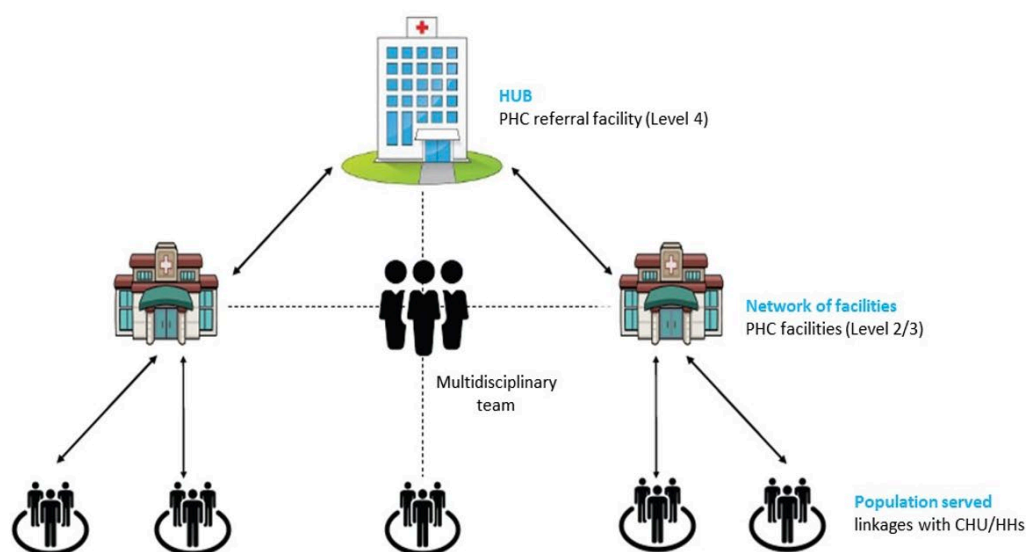 HUB
PHC referral facility (Level 4)
Network of facilities
PHC facilities (Level 2/3)
Multidisciplinary
team
Population served
linkages with CHU/HHs